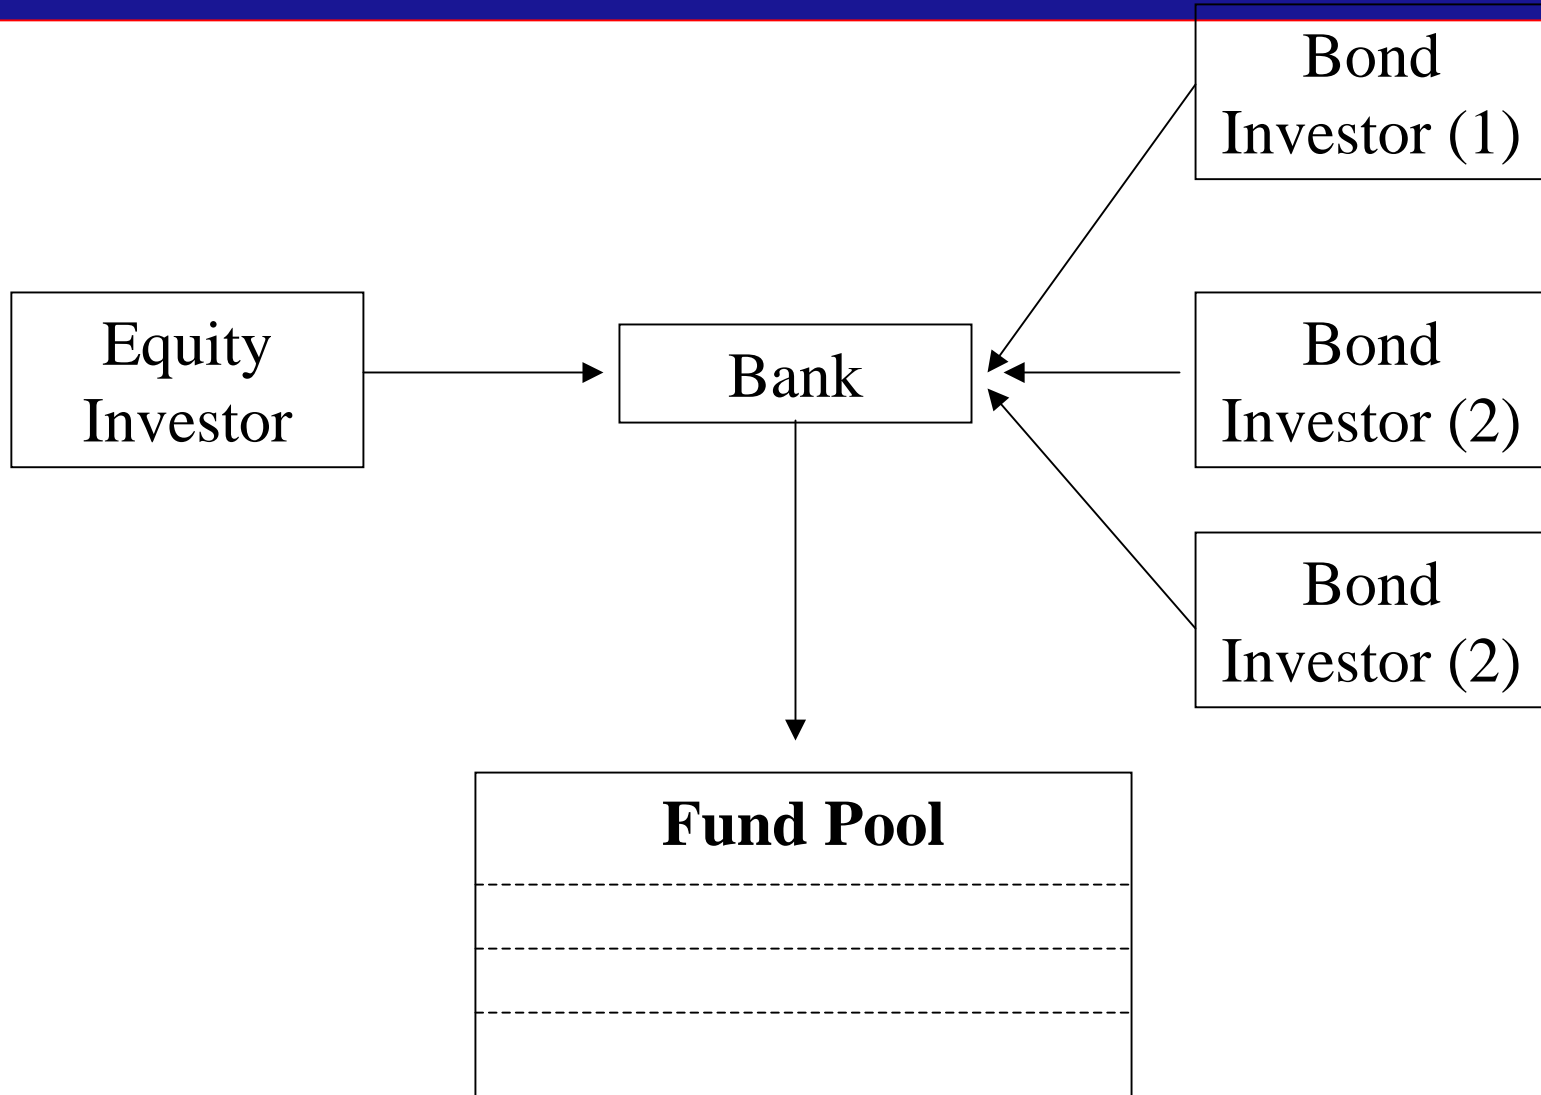 Bond
Investor (1)
Equity
Investor
Bank
Bond
Investor (2)
Bond
Investor (2)
Fund Pool